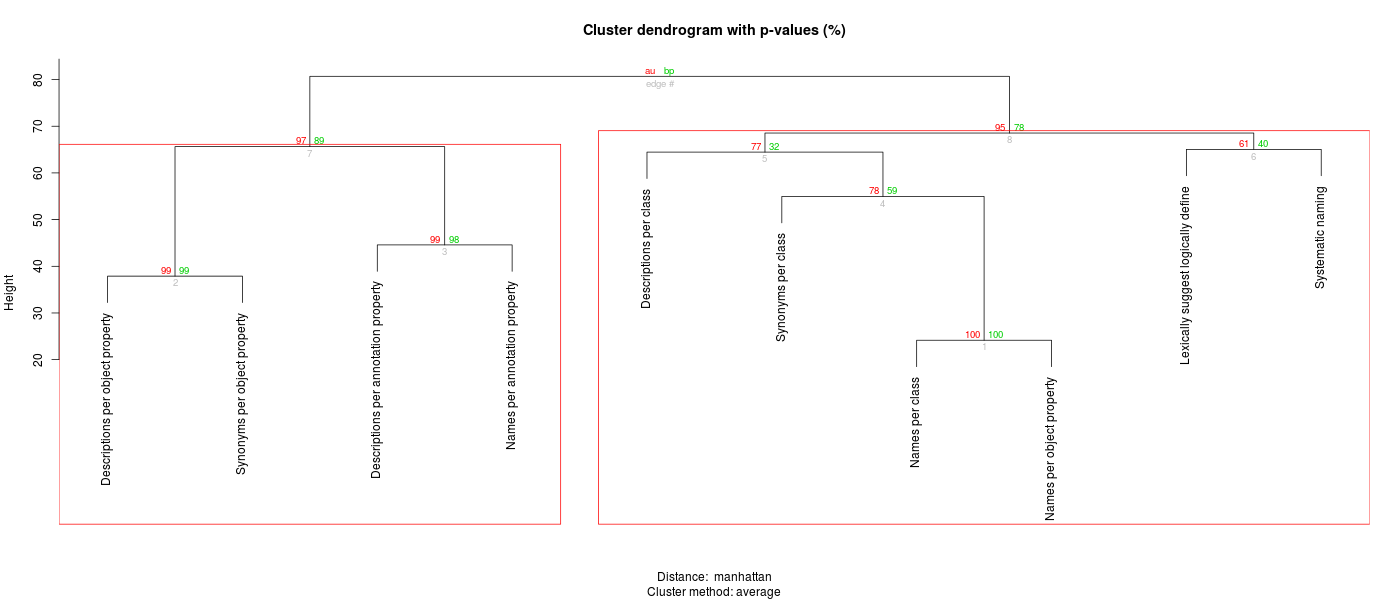 Cluster dendrogram with p-values (%)
Height
80
70
60
50
40
30
20
au bp
edge #
97 89
7
95 78
8
77 32
5
61 40
6
78 59
4
99 98
3
99 99
2
100 100
1
Descriptions per object property
Synonyms per object property
Descriptions per annotation property
Names per annotation property
Descriptions per class
Synonyms per class
Names per class
Names per object property
Lexically suggest logically define
Systematic naming
Distance: manhattan
Cluster method: average